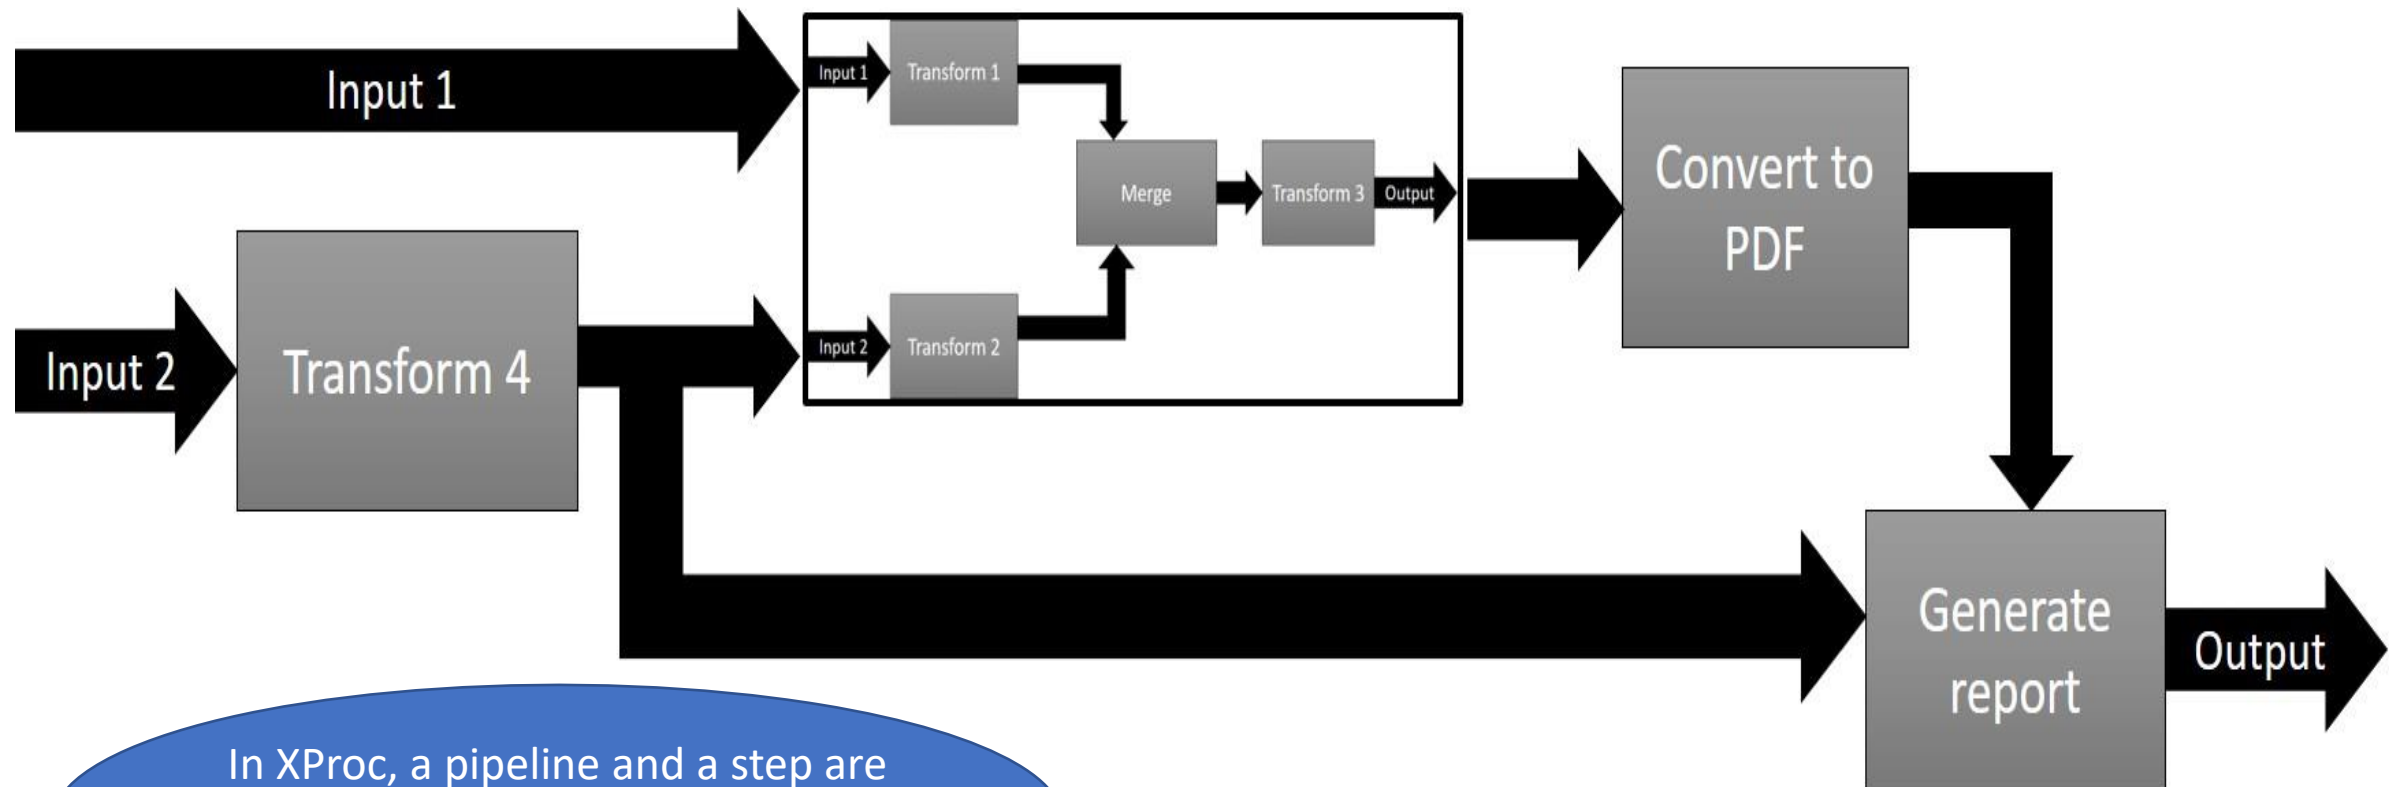 Input 1
Input 1
Transform 1
Merge
Transform 3
Output
Input 2
Transform 2
Convert to
PDF
Input 2
Transform 4
Generate
report
Output
In XProc, a pipeline and a step are